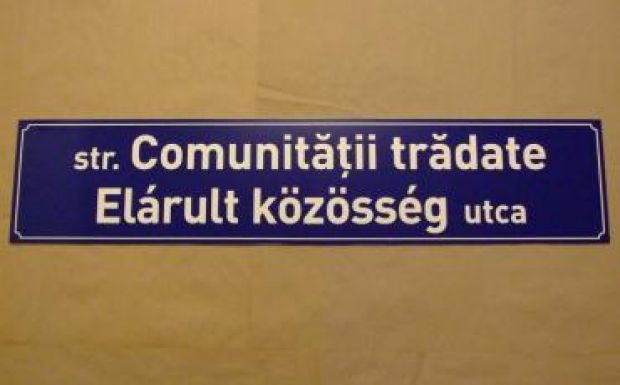 str. Comunității trădate
Elárult közösség utca